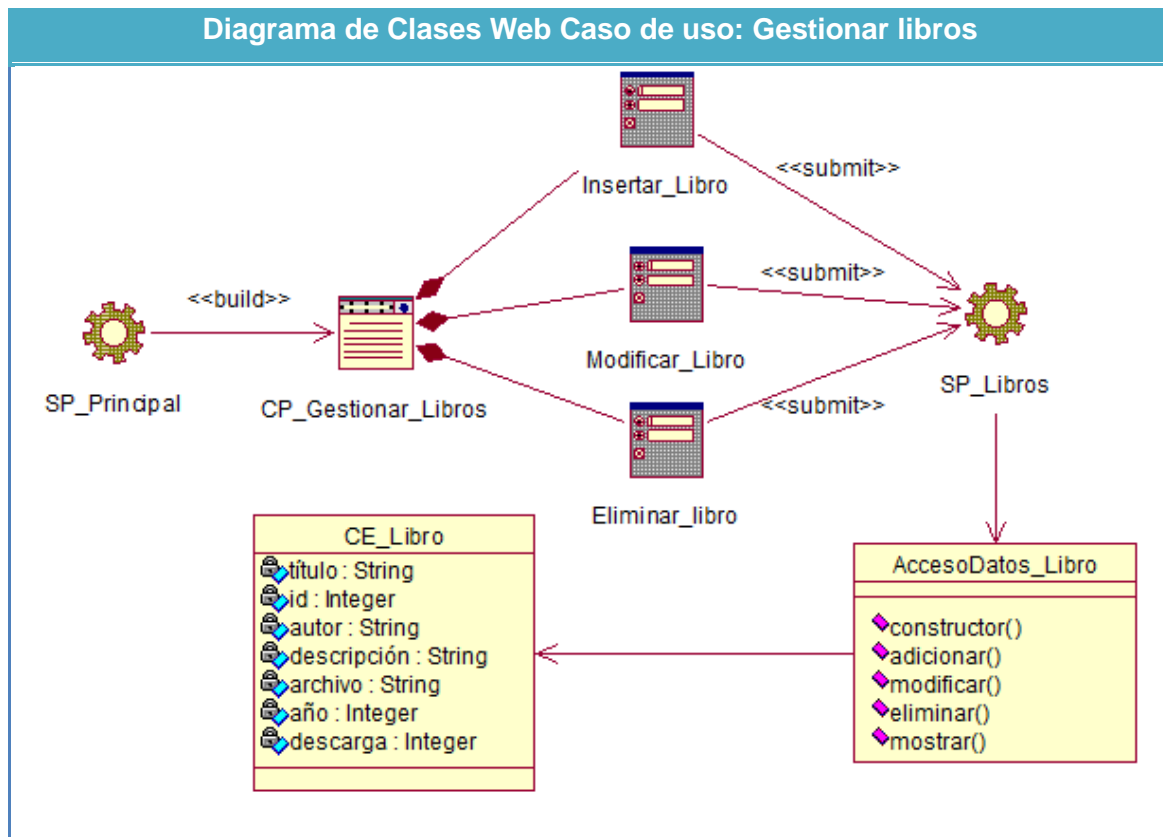 Diagrama de Clases Web Caso de uso: Gestionar libros
Insertar_Libro
<<submit>>
<<build>>
Modificar_Libro
<<submit>>
SP_Principal
CP_Gestionar_Libros
SP_Libros
<<submit>>
Eliminar_libro
CE_Libro
título : String
id : Integer
autor : String
descripción : String
archivo : String
año : Integer
descarga : Integer
AccesoDatos_Libro
constructor()
adicionar()
modificar()
eliminar()
mostrar()